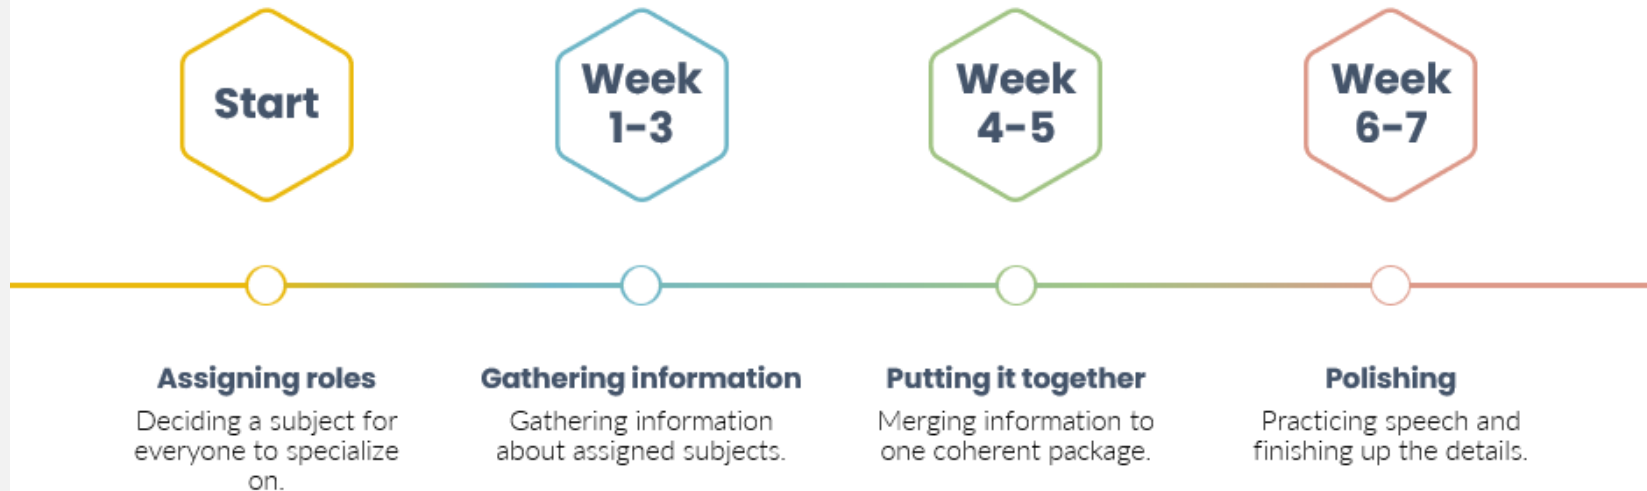 Start
Week
1-3
Week
4-5
Week
6-7
Assigning roles
Deciding a subject for
everyone to specialize
on.
Gathering information
Gathering information
about assigned subjects.
Putting it together
Merging information to
one coherent package.
Polishing
Practicing speech and
finishing up the details.